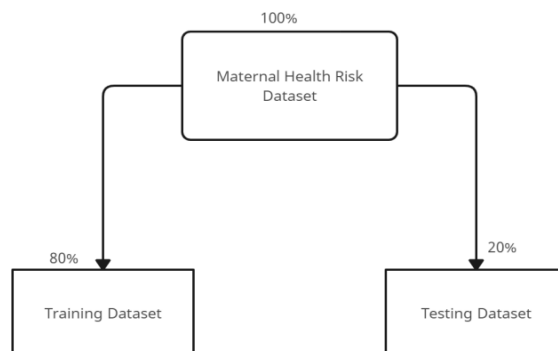 100%
Maternal Health Risk
Dataset
80%
20%
Training Dataset
Testing Dataset